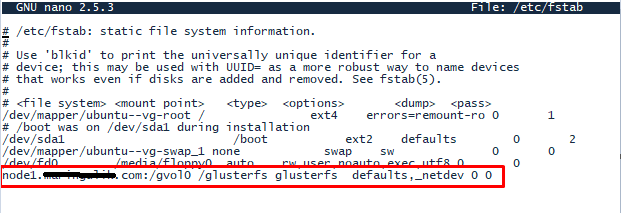 GNU nano 2.5.3 File: /etc/fstab
# /etc/fstab: static file system information.
#
# Use 'blkid' to print the universally unique identifier for a
# device; this may be used with UUID= as a more robust way to name devices
# that works even if disks are added and removed. See fstab(5).
#
# <file system> <mount point> <type> <options> <dump> <pass>
/dev/mapper/ubuntu--vg-root / ext4 errors=remount-ro 0 1
# /boot was on /dev/sda1 during installation
/dev/sda1 /boot ext2 defaults 0 2
/dev/mapper/ubuntu--vg-swap_1 none swap sw 0 0
/dev/fd0 /media/floppy0 auto rw,user,noauto,exec,utf8 0 0
node1. .com:/gvol0 /glusterfs glusterfs defaults,_netdev 0 0